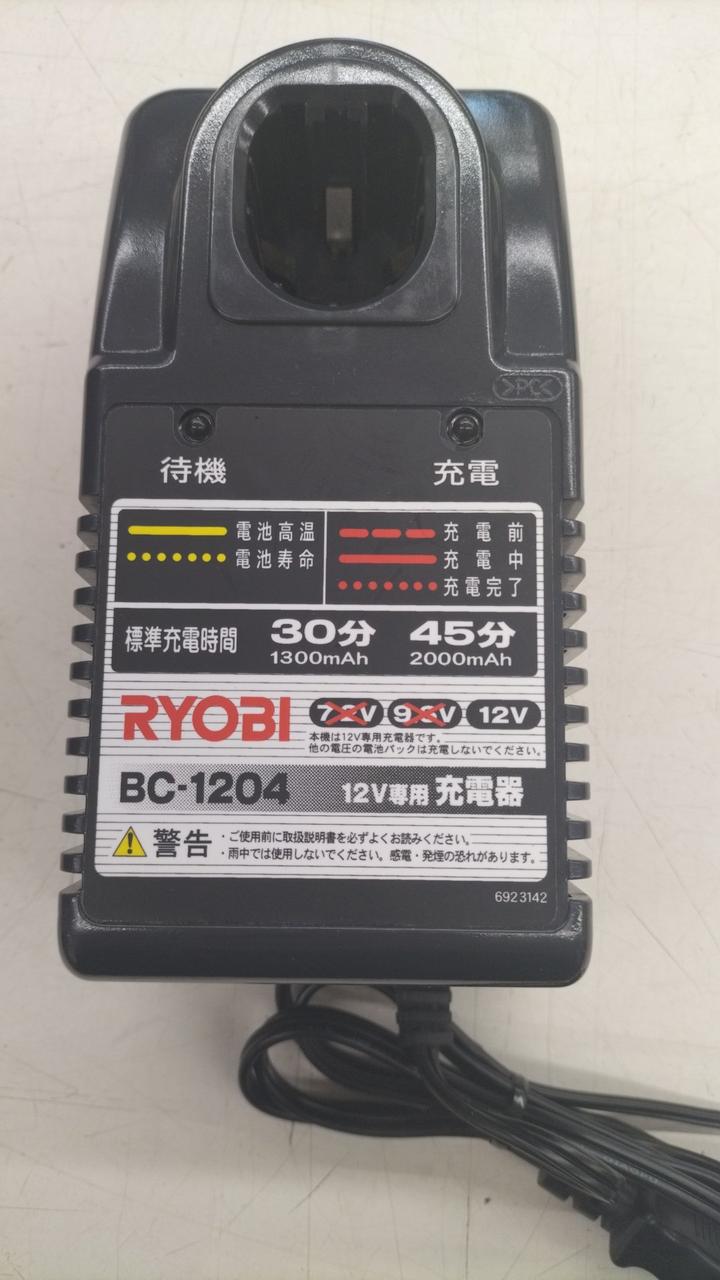 >PC<
待機 充電
電池高温
電池寿命
充電前
充電中
充電完了
標準充電時間 30分 45分
1300mAh 2000mAh
RYOBI 7.2V 9.6V 12V
本機は12V専用充電器です。
他の電圧の電池パックは充電しないでください。
BC-1204 12V専用 充電器
警告 ・ご使用前に取扱説明書を必ずよくお読みください。
・雨中では使用しないでください。感電・発煙の恐れがあります。
6923142